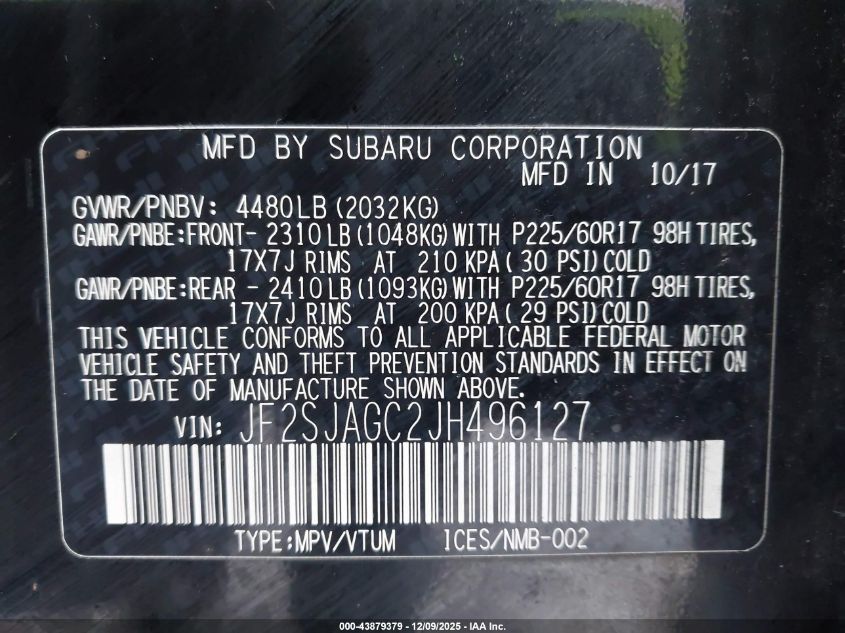 MFD BY SUBARU CORPORATION
MFD IN 10/17
GVWR/PNBV: 4480LB (2032KG)
GAWR/PNBE:FRONT- 2310LB (1048KG) WITH P225/60R17 98H TIRES,
17X7J RIMS AT 210 KPA( 30 PSI) COLD
GAWR/PNBE:REAR - 2410LB (1093KG) WITH P225/60R17 98H TIRES,
17X7J RIMS AT 200 KPA( 29 PSI) COLD
THIS VEHICLE CONFORMS TO ALL APPLICABLE FEDERAL MOTOR
VEHICLE SAFETY AND THEFT PREVENTION STANDARDS IN EFFECT ON
THE DATE OF MANUFACTURE SHOWN ABOVE.
VIN: JF2SJAGC2JH496127
TYPE:MPV/VTUM ICES/NMB-002
000-43879379 - 12/09/2025 - IAA Inc.